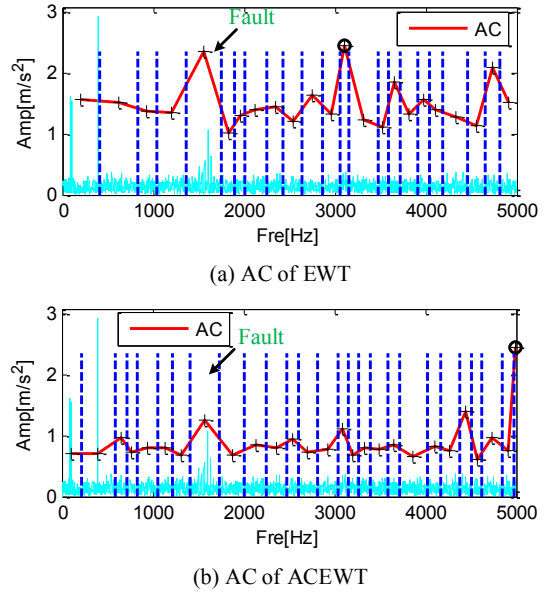 Fault
AC
Amp[m/s²]
3
2
1
0
0 1000 2000 3000 4000 5000
Fre[Hz]
(a) AC of EWT
AC
Fault
Amp[m/s²]
3
2
1
0
0 1000 2000 3000 4000 5000
Fre[Hz]
(b) AC of ACEWT